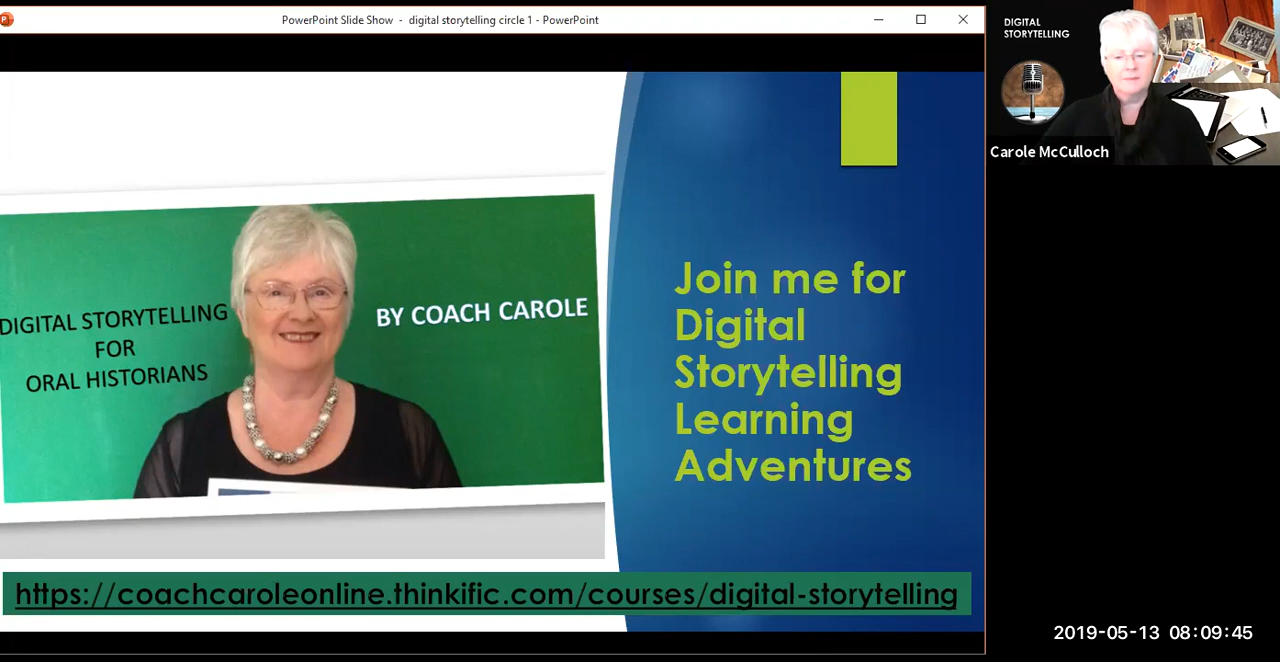 PowerPoint Slide Show - digital storytelling circle 1 - PowerPoint
DIGITAL
STORYTELLING
Carole McCulloch
DIGITAL STORYTELLING
FOR
ORAL HISTORIANS
BY COACH CAROLE
Join me for
Digital
Storytelling
Learning
Adventures
https://coachcaroleonline.thinkific.com/courses/digital-storytelling
2019-05-13 08:09:45